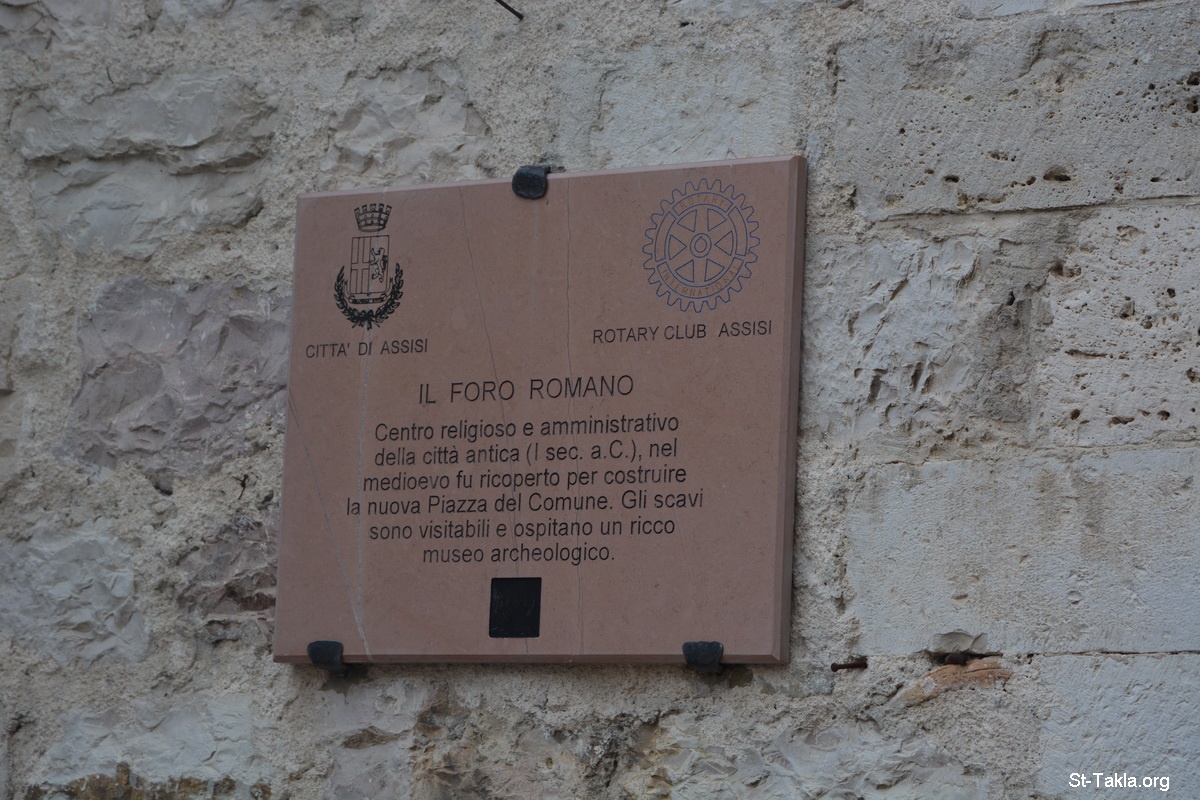 ROTARY
INTERNATIONAL
CITTA' DI ASSISI
ROTARY CLUB ASSISI
IL FORO ROMANO
Centro religioso e amministrativo
della città antica (I sec. a.C.), nel
medioevo fu ricoperto per costruire
la nuova Piazza del Comune. Gli scavi
sono visitabili e ospitano un ricco
museo archeologico.
St-Takla.org